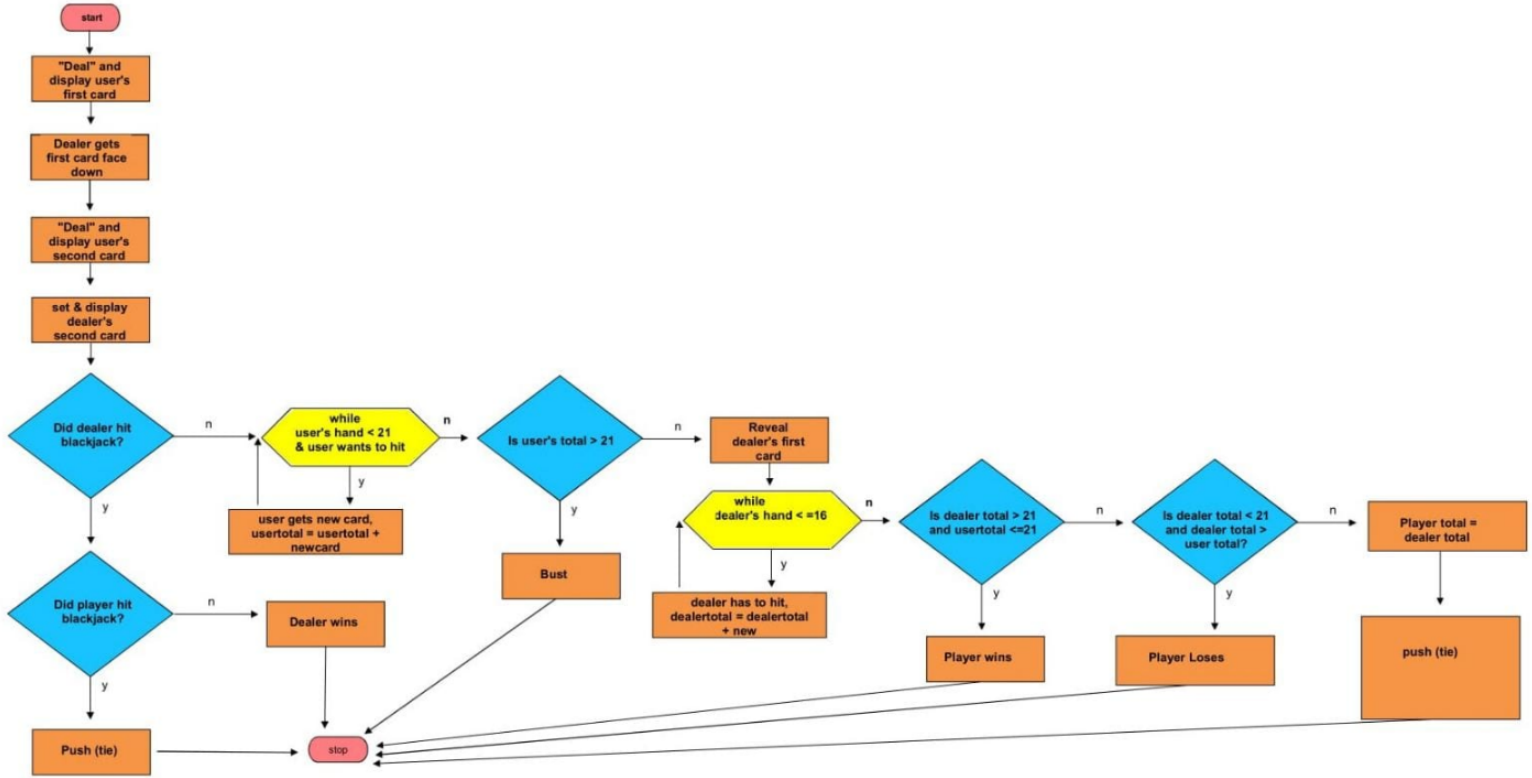 start
"Deal" and
display user's
first card
Dealer gets
first card face
down
"Deal" and
display user's
second card
set & display
dealer's
second card
Did dealer hit
blackjack?
n
y
while
user's hand < 21
& user wants to hit
n
y
user gets new card,
usertotal = usertotal +
newcard
Is user's total > 21
n
y
Bust
Reveal
dealer's first
card
while
dealer's hand < =16
n
y
dealer has to hit,
dealertotal = dealertotal
+ new
Is dealer total > 21
and usertotal <=21
n
y
Player wins
Is dealer total < 21
and dealer total >
user total?
n
y
Player Loses
Player total =
dealer total
push (tie)
Did player hit
blackjack?
n
y
Dealer wins
Push (tie)
stop